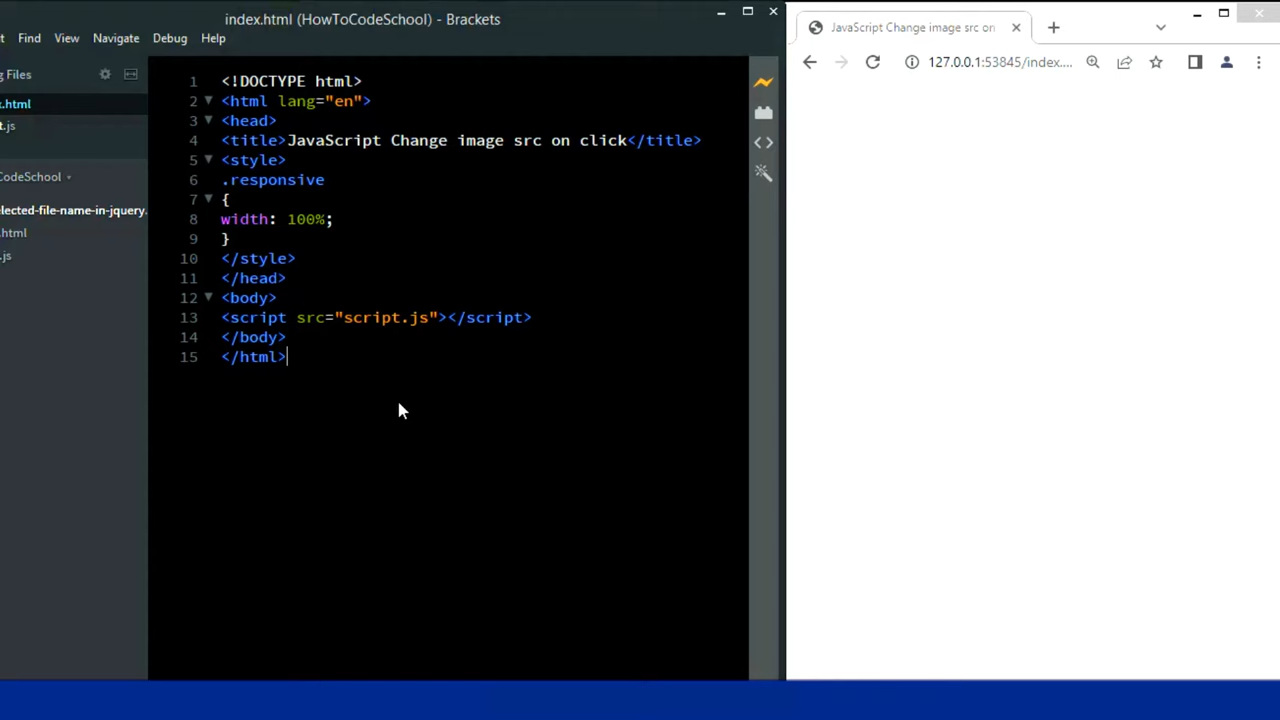 index.html (HowToCodeSchool) - Brackets
t Find View Navigate Debug Help
g Files
x.html
t.js
CodeSchool
elected-file-name-in-jquery.
.html
.js
1 <!DOCTYPE html>
2 <html lang="en">
3 <head>
4 <title>JavaScript Change image src on click</title>
5 <style>
6 .responsive
7 {
8 width: 100%;
9 }
10 </style>
11 </head>
12 <body>
13 <script src="script.js"></script>
14 </body>
15 </html>
JavaScript Change image src on
127.0.0.1:53845/index....